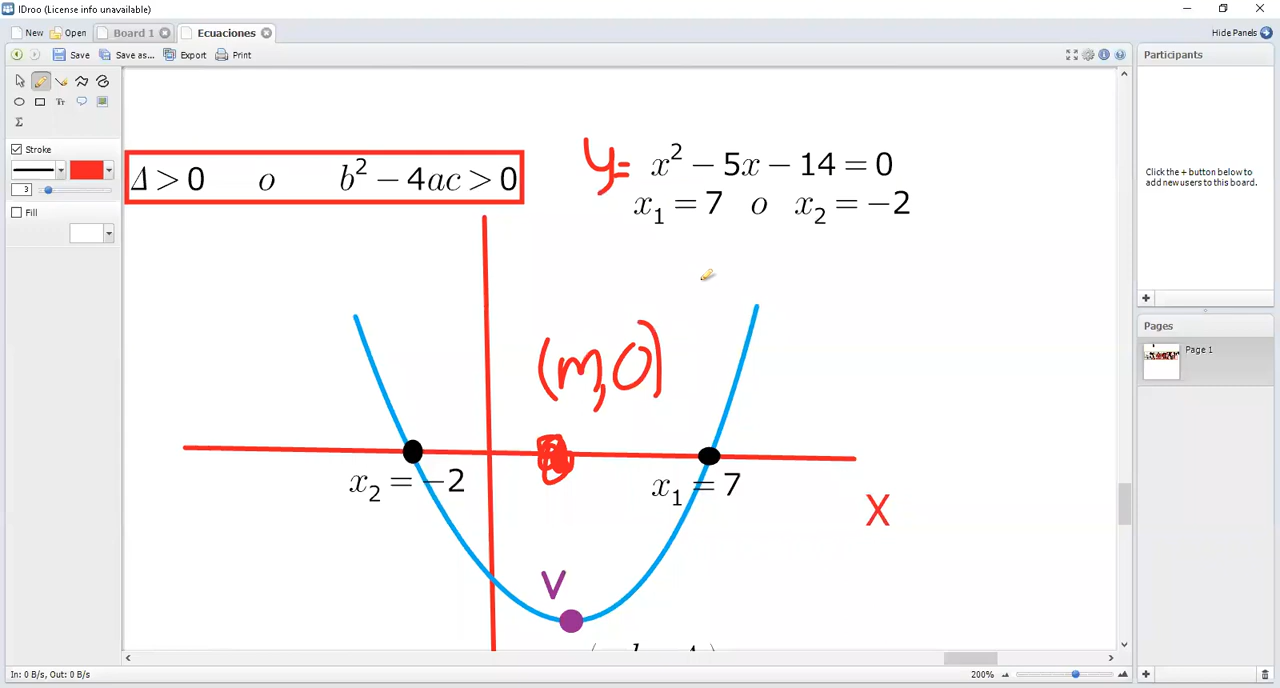 IDroo (License info unavailable)
New Open Board 1 Ecuaciones Hide Panels
Save Save as... Export Print
Participants
Click the + button below to
add new users to this board.
Tr
Σ
Stroke
3
Fill
Δ > 0 o b² − 4ac > 0
y= x² − 5x − 14 = 0
x₁ = 7 o x₂ = −2
(m,0)
x₂ = −2
x₁ = 7
X
V
Pages
Page 1
In: 0 B/s, Out: 0 B/s
200%